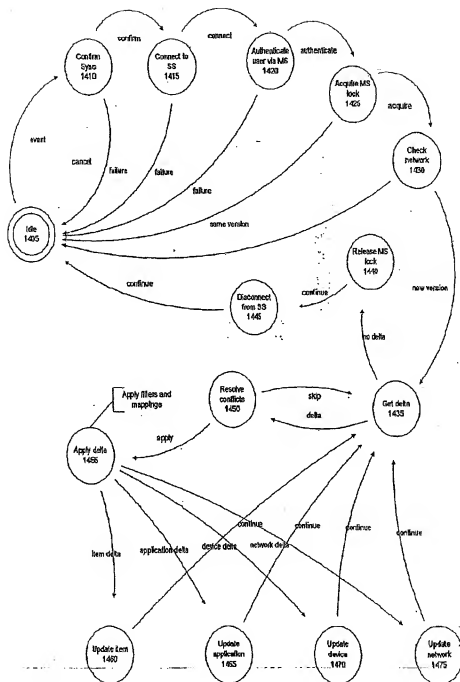 confirm
connect
authenticate
Confirm
Sync
1410
Connect to
SS
1415
Authenticate
user via MS
1420
Acquire MS
lock
1425
acquire
event
cancel
failure
failure
failure
Check
network
1430
Idle
1405
same version
Release MS
lock
1440
new version
continue
continue
Disconnect
from SS
1445
no delta
Apply filters and
mappings
Resolve
conflicts
1450
skip
Get delta
1435
delta
apply
Apply delta
1455
continue
continue
continue
continue
item delta
application delta
device delta
network delta
Update item
1460
Update
application
1465
Update
device
1470
Update
network
1475